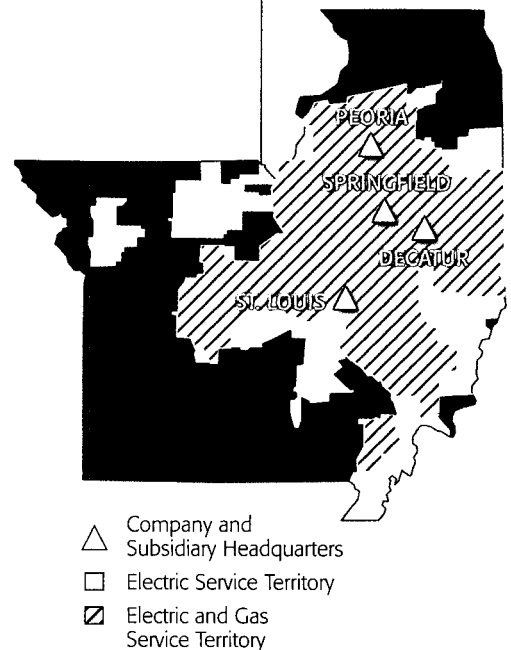 PEORIA
SPRINGFIELD
DECATUR
ST. LOUIS
Company and
Subsidiary Headquarters
Electric Service Territory
Electric and Gas
Service Territory